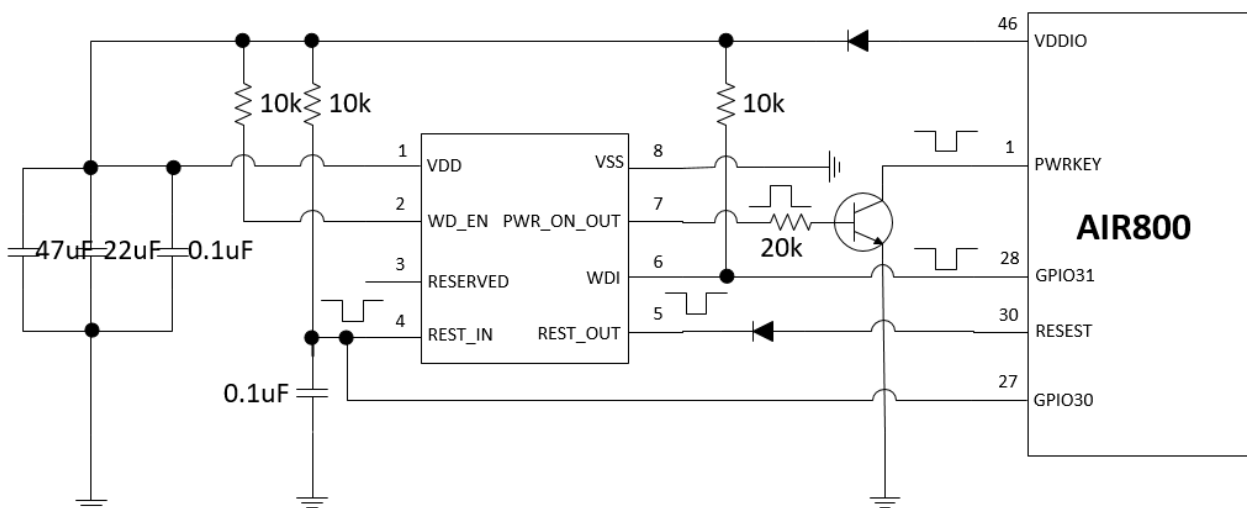 46
VDDIO
10k
10k
10k
1
VDD
VSS
8
1
PWRKEY
2
WD_EN
PWR_ON_OUT
7
AIR800
47uF
22uF
0.1uF
20k
3
RESERVED
WDI
6
28
GPIO31
4
REST_IN
REST_OUT
5
30
RESEST
0.1uF
27
GPIO30